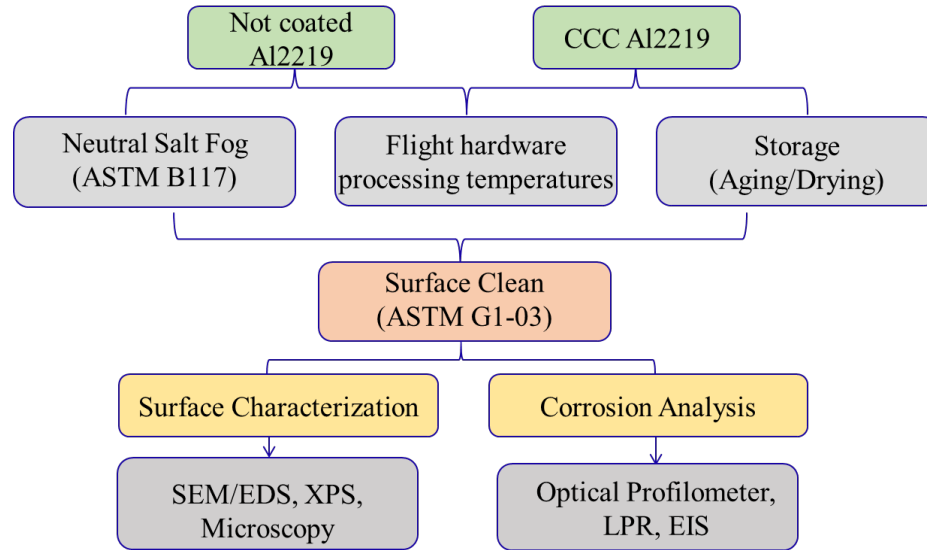 Not coated
Al2219
CCC Al2219
Neutral Salt Fog
(ASTM B117)
Flight hardware
processing temperatures
Storage
(Aging/Drying)
Surface Clean
(ASTM G1-03)
Surface Characterization
Corrosion Analysis
SEM/EDS, XPS,
Microscopy
Optical Profilometer,
LPR, EIS